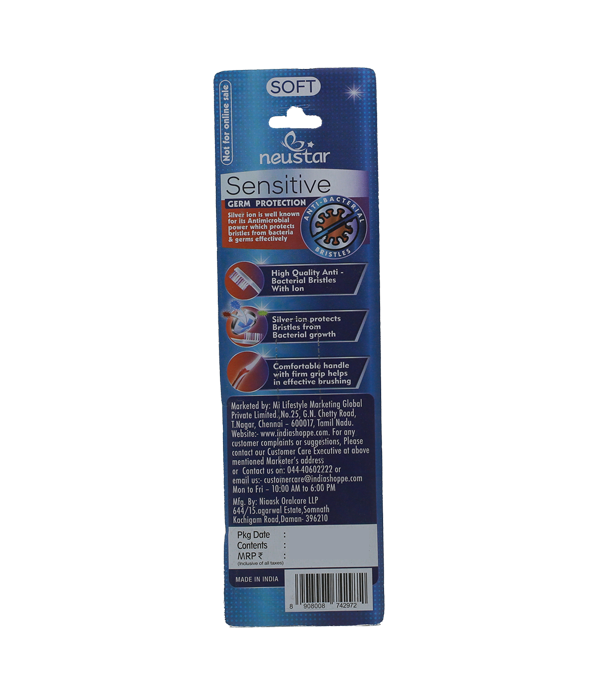 SOFT
Not for online sale
neustar
Sensitive
GERM PROTECTION
Silver ion is well known
for its Antimicrobial
power which protects
bristles from bacteria
& germs effectively
ANTI-BACTERIAL
BRISTLES
High Quality Anti -
Bacterial Bristles
With Ion
Silver Ion protects
Bristles from
Bacterial growth
Comfortable handle
with firm grip helps
in effective brushing
Marketed by: Mi Lifestyle Marketing Global
Private Limited.,No.25, G.N. Chetty Road,
T.Nagar, Chennai – 600017, Tamil Nadu.
Website:- www.indiashoppe.com. For any
customer complaints or suggestions, Please
contact our Customer Care Executive at above
mentioned Marketer's address
or Contact us on: 044-40602222 or
email us:- customercare@indiashoppe.com
Mon to Fri – 10:00 AM to 6:00 PM
Mfg. By: Niaosk Oralcare LLP
644/15.agarwal Estate,Somnath
Kachigam Road,Daman- 396210
Pkg Date :
Contents :
MRP ₹ :
(Inclusive of all taxes)
MADE IN INDIA
8 908008 742972